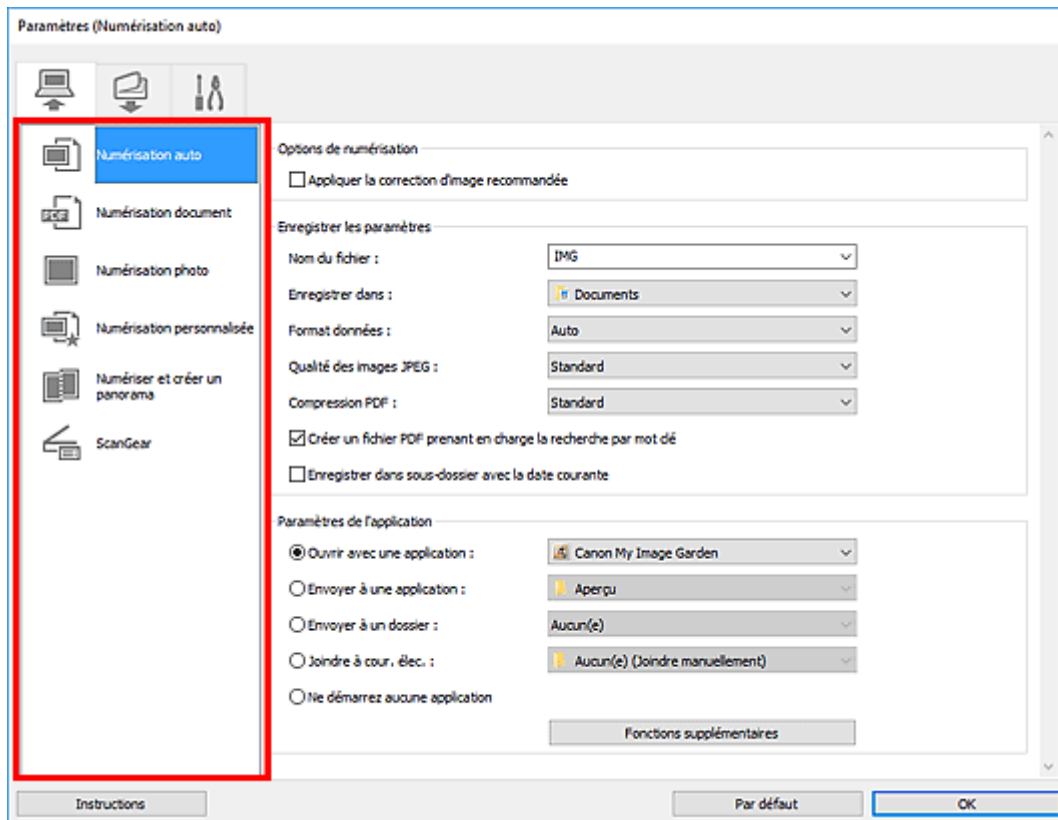 Paramètres (Numérisation auto)
Numérisation auto
Numérisation document
Numérisation photo
Numérisation personnalisée
Numériser et créer un
panorama
ScanGear
Options de numérisation
Appliquer la correction d'image recommandée
Enregistrer les paramètres
Nom du fichier : IMG
Enregistrer dans : Documents
Format données : Auto
Qualité des images JPEG : Standard
Compression PDF : Standard
Créer un fichier PDF prenant en charge la recherche par mot clé
Enregistrer dans sous-dossier avec la date courante
Paramètres de l'application
Ouvrir avec une application : Canon My Image Garden
Envoyer à une application : Aperçu
Envoyer à un dossier : Aucun(e)
Joindre à cour. élec. : Aucun(e) (Joindre manuellement)
Ne démarrez aucune application
Fonctions supplémentaires
Instructions
Par défaut
OK